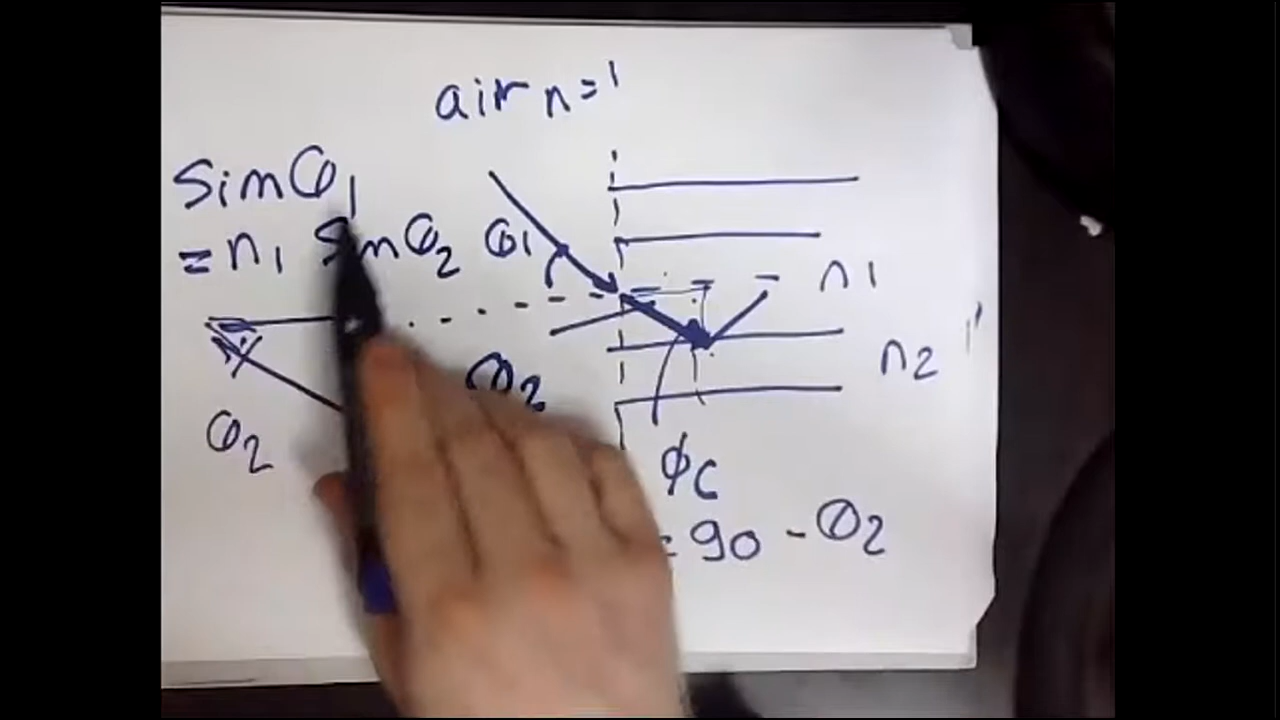 air n=1
Sinθ1
= n1 Sinθ2 θ1
n1
n2
θ2
θ2
ϕc
= 90 - θ2